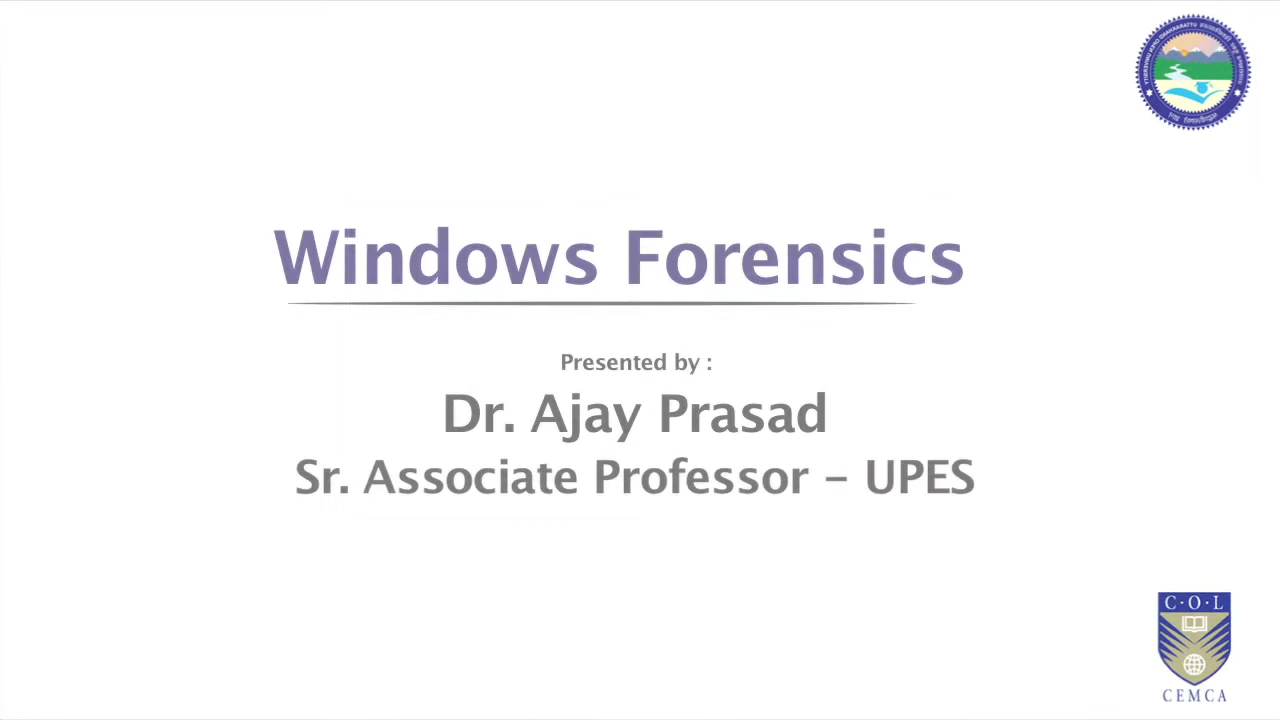 Windows Forensics
Presented by :
Dr. Ajay Prasad
Sr. Associate Professor – UPES
C·O·L
CEMCA